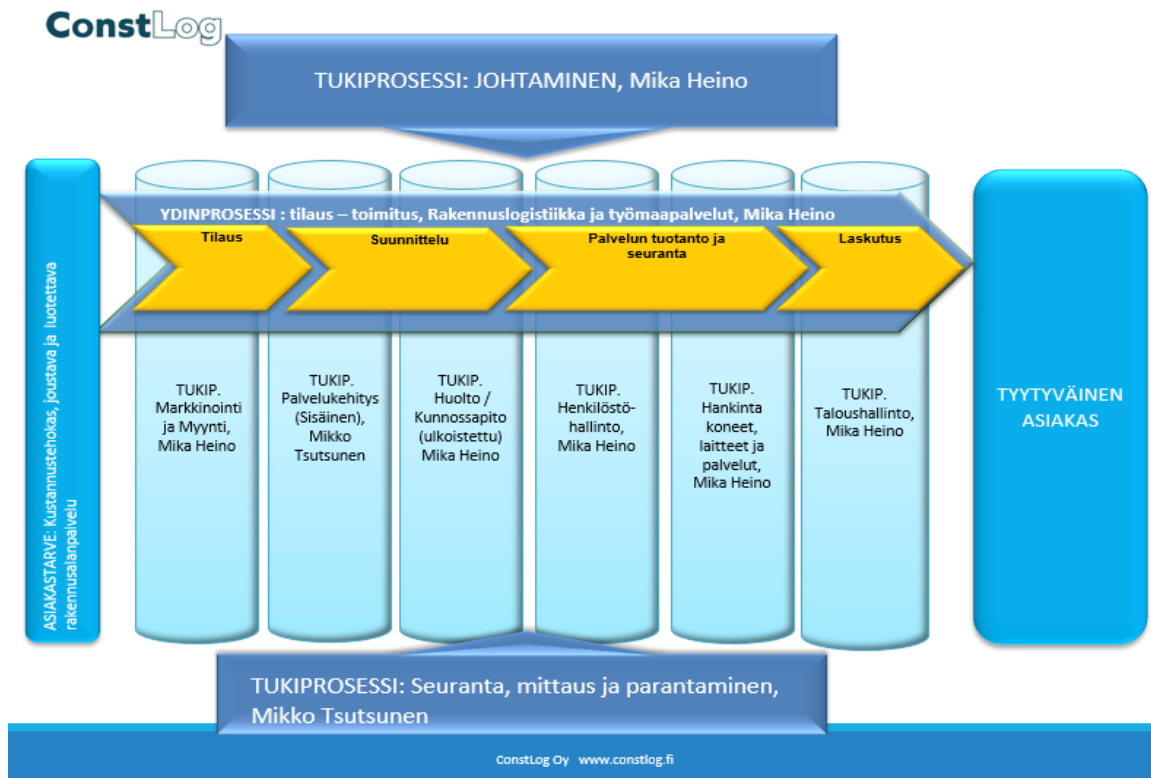 ConstLog
TUKIPROSESSI: JOHTAMINEN, Mika Heino
ASIAKASTARVE: Kustannustehokas, joustava ja luotettava
rakennusalanpalvelu
YDINPROSESSI : tilaus – toimitus, Rakennuslogistiikka ja työmaapalvelut, Mika Heino
Tilaus
Suunnittelu
Palvelun tuotanto ja
seuranta
Laskutus
TUKIP.
Markkinointi
ja Myynti,
Mika Heino
TUKIP.
Palvelukehitys
(Sisäinen),
Mikko
Tsutsunen
TUKIP.
Huolto /
Kunnossapito
(ulkoistettu)
Mika Heino
TUKIP.
Henkilöstö-
hallinto,
Mika Heino
TUKIP.
Hankinta
koneet,
laitteet ja
palvelut,
Mika Heino
TUKIP.
Taloushallinto,
Mika Heino
TYYTYVÄINEN
ASIAKAS
TUKIPROSESSI: Seuranta, mittaus ja parantaminen,
Mikko Tsutsunen
ConstLog Oy www.constlog.fi